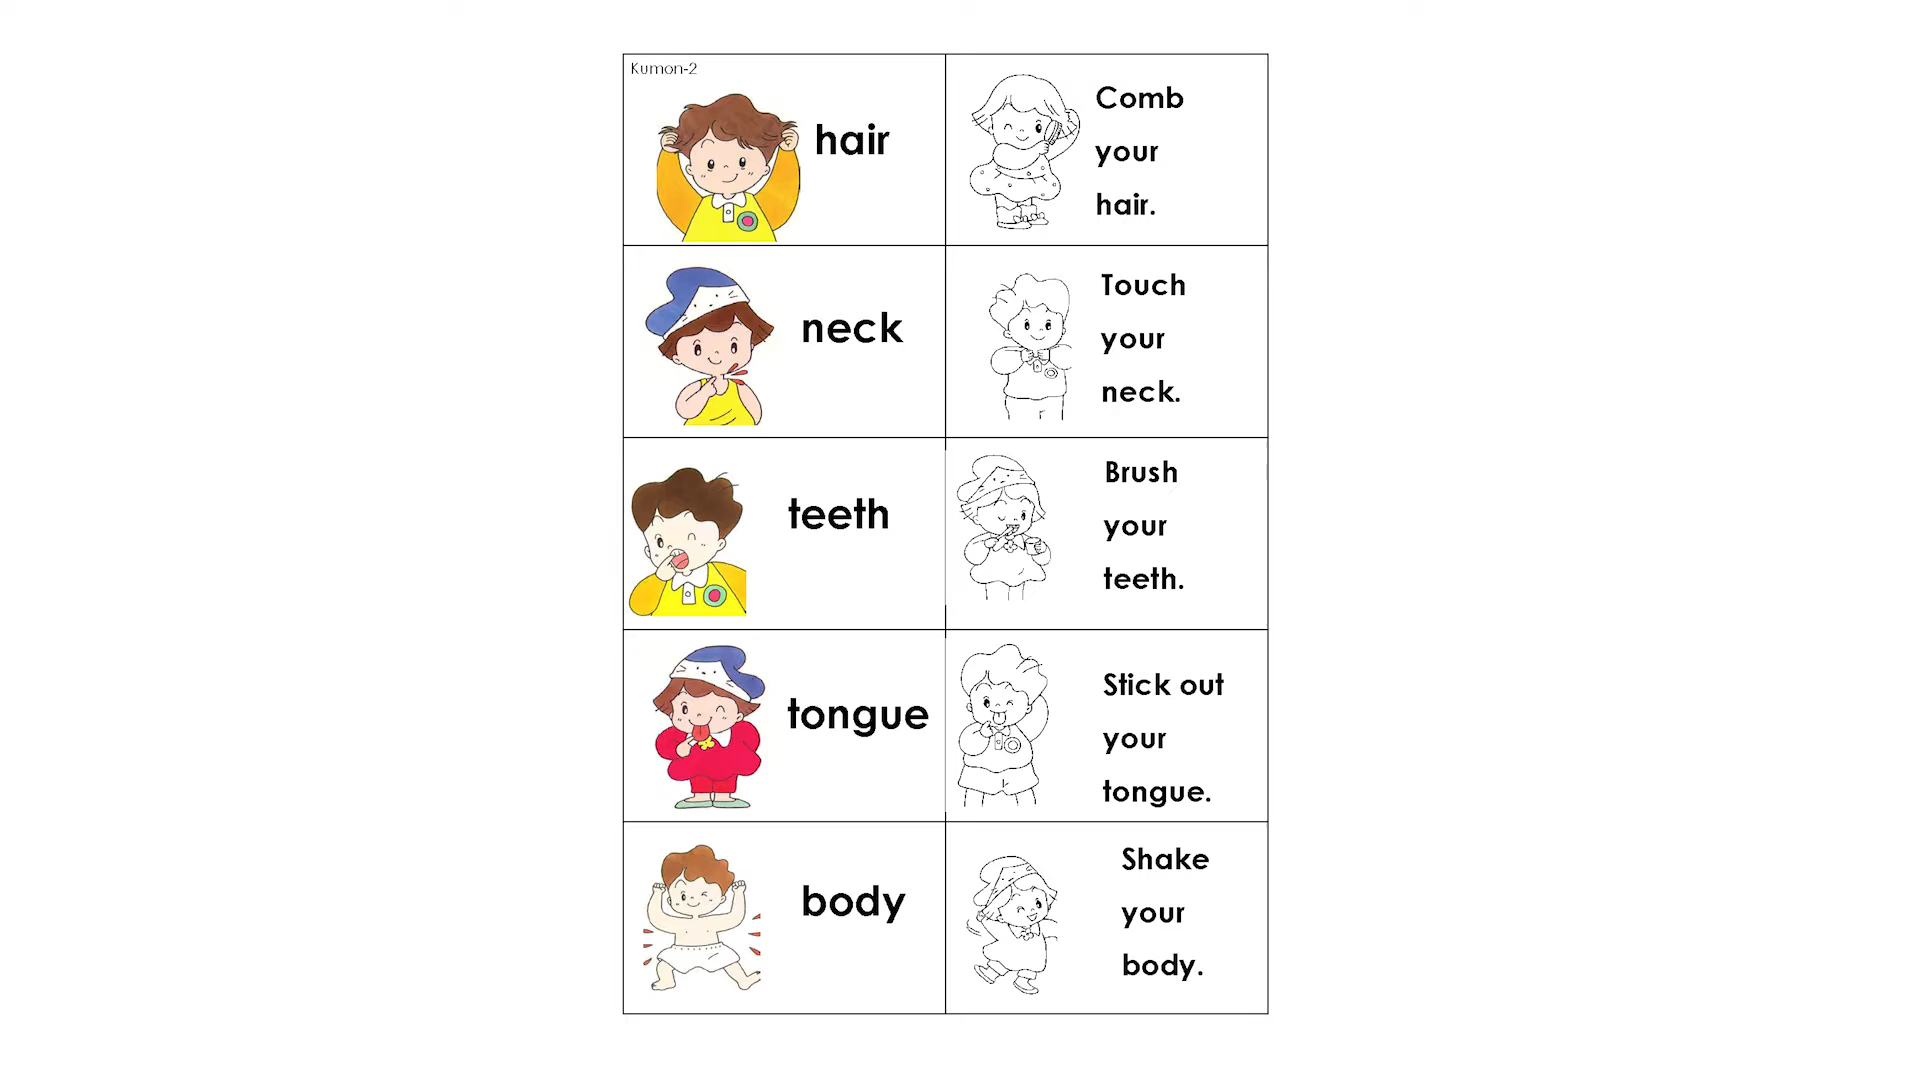 Kumon-2
hair
Comb
your
hair.
neck
Touch
your
neck.
teeth
Brush
your
teeth.
tongue
Stick out
your
tongue.
body
Shake
your
body.